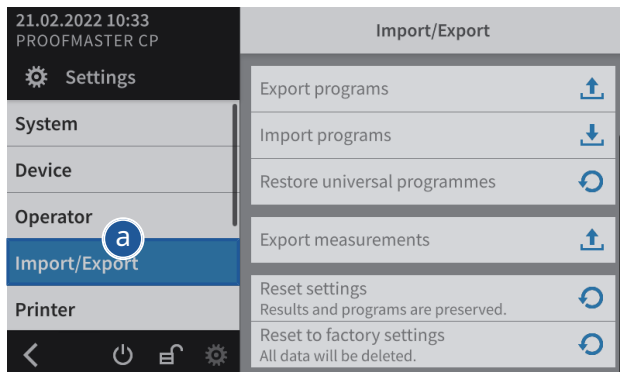 21.02.2022 10:33
PROOFMASTER CP
Settings
System
Device
Operator
a
Import/Export
Printer
Import/Export
Export programs
Import programs
Restore universal programmes
Export measurements
Reset settings
Results and programs are preserved.
Reset to factory settings
All data will be deleted.